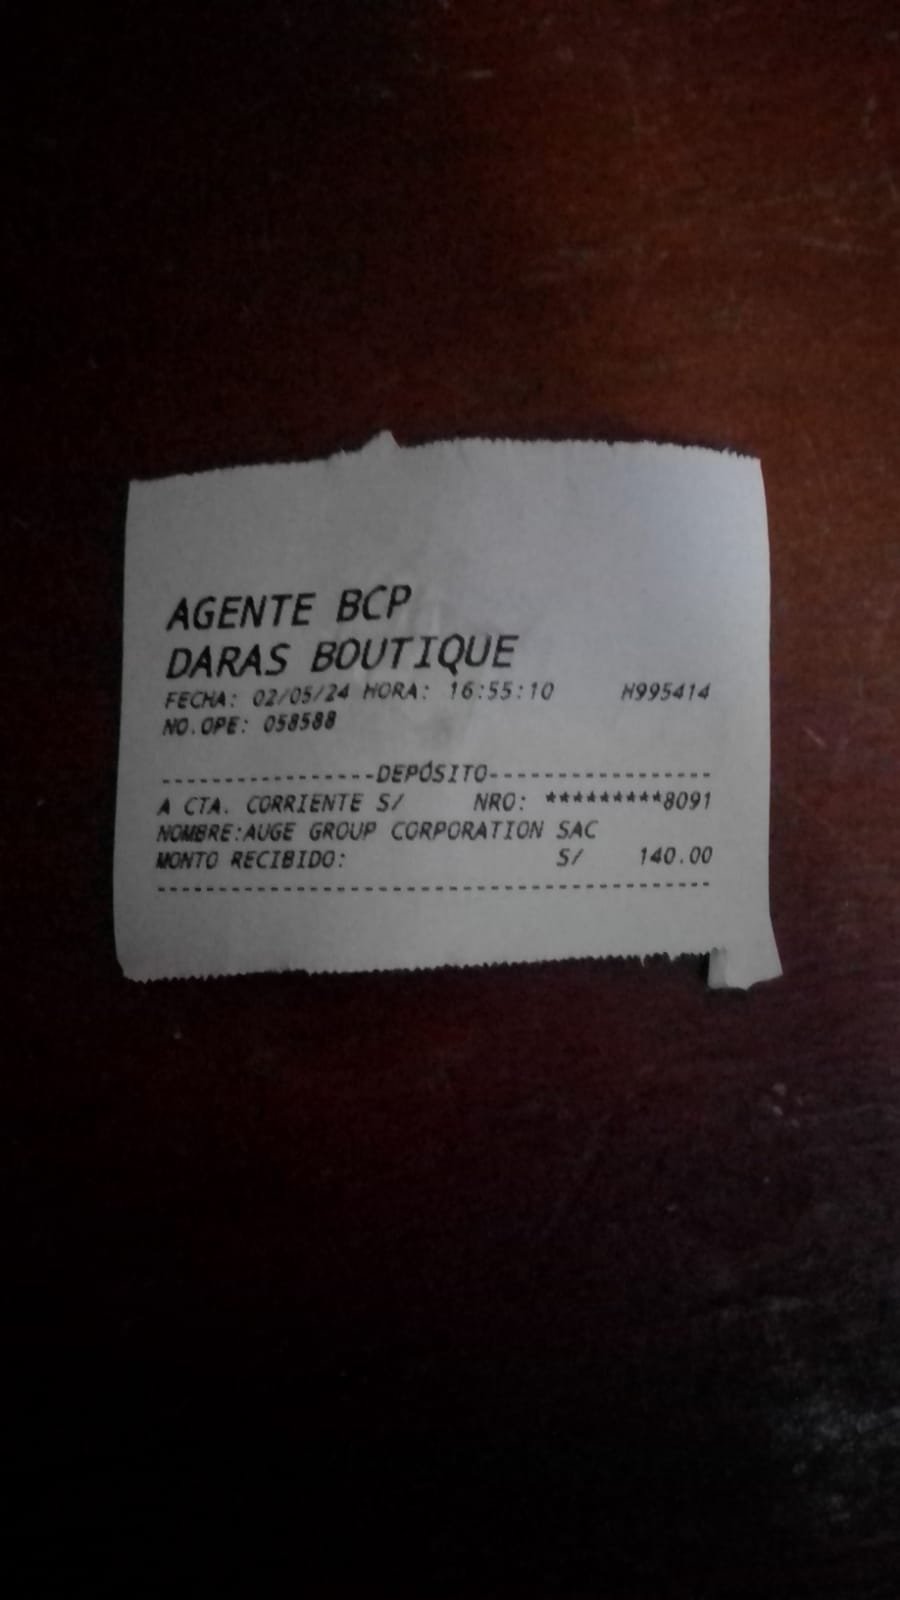 AGENTE BCP
DARAS BOUTIQUE
FECHA: 02/05/24 HORA: 16:55:10 H995414
NO.OPE: 058588
-----------------DEPÓSITO------------------
A CTA. CORRIENTE S/ NRO: *********8091
NOMBRE:AUGE GROUP CORPORATION SAC
MONTO RECIBIDO: S/ 140.00
---------------------------------------------